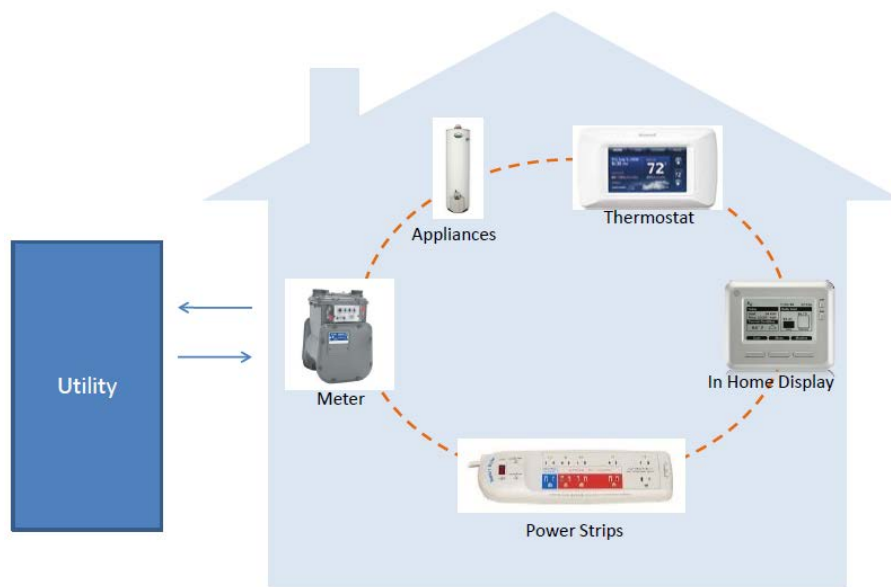 Appliances
Thermostat
72
Utility
Meter
In Home Display
Power Strips